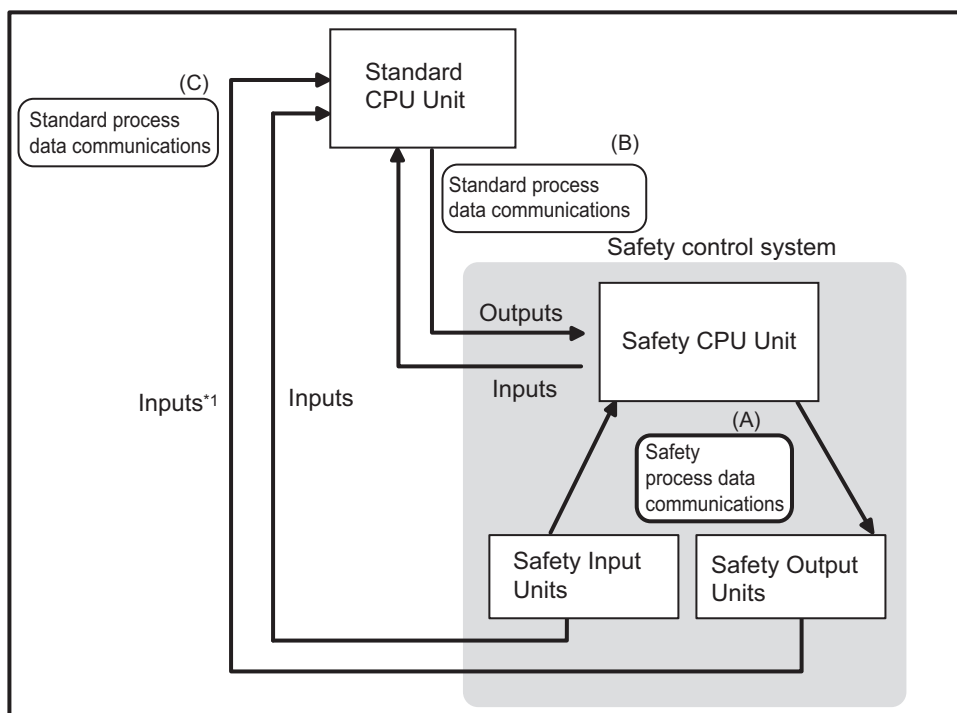 Standard
CPU Unit
(C)
Standard process
data communications
(B)
Standard process
data communications
Safety control system
Outputs
Safety CPU Unit
Inputs
Inputs*1
Inputs
(A)
Safety
process data
communications
Safety Input
Units
Safety Output
Units